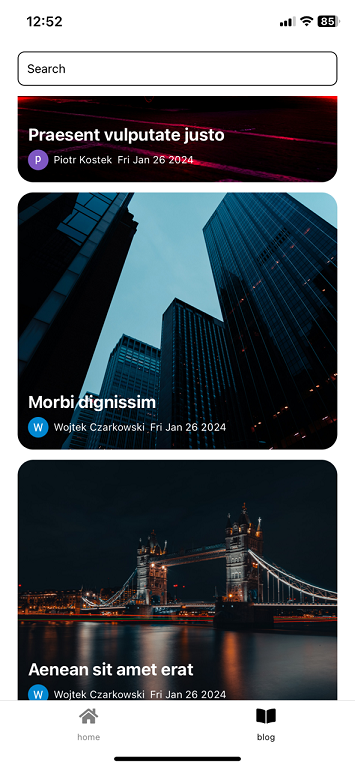 12:52
85
Search
Praesent vulputate justo
p Piotr Kostek Fri Jan 26 2024
Morbi dignissim
W Wojtek Czarkowski Fri Jan 26 2024
Aenean sit amet erat
W Wojtek Czarkowski Fri Jan 26 2024
home blog